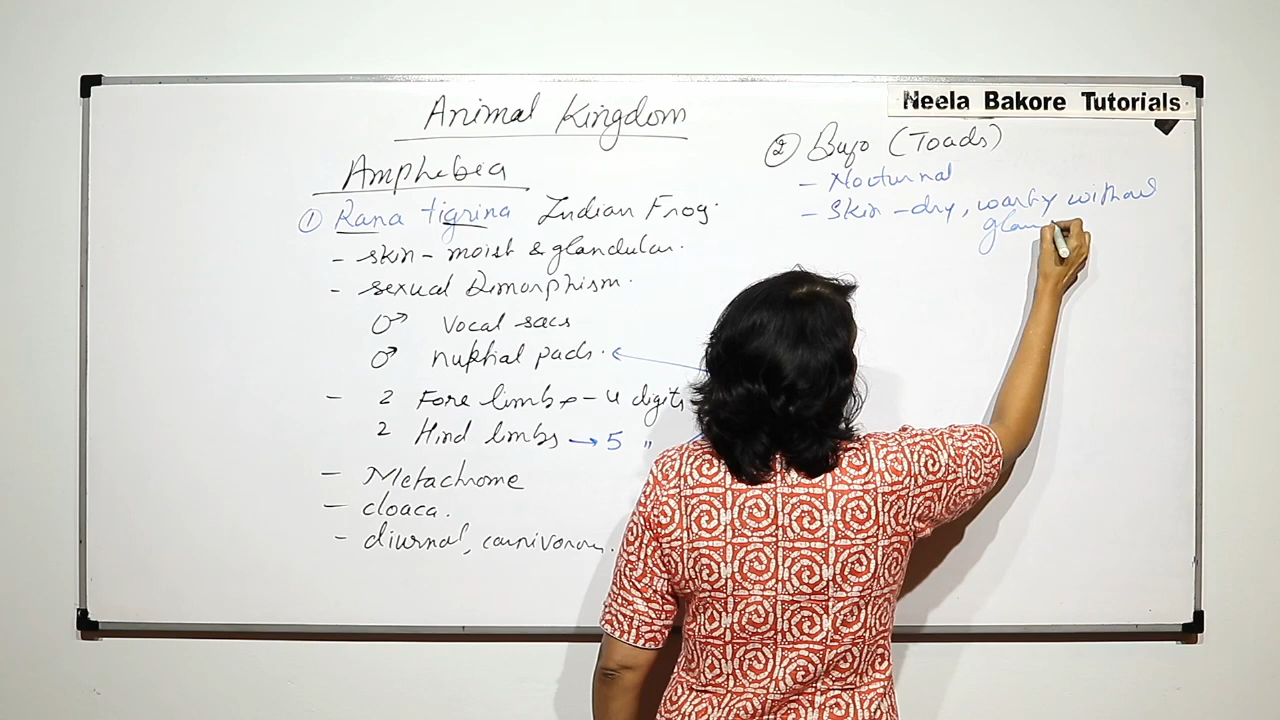 Neela Bakore Tutorials
Animal Kingdom
Amphibia
① Rana tigrina Indian Frog.
- skin - moist & glandular.
- sexual Dimorphism.
♂ Vocal sacs
♂ nuptial pads.
- 2 Fore limbs - 4 digits
2 Hind limbs → 5 "
- Metachrome
- cloaca.
- diurnal, carnivorous.
② Bufo (Toads)
- Nocturnal
- Skin - dry, warty without
glan